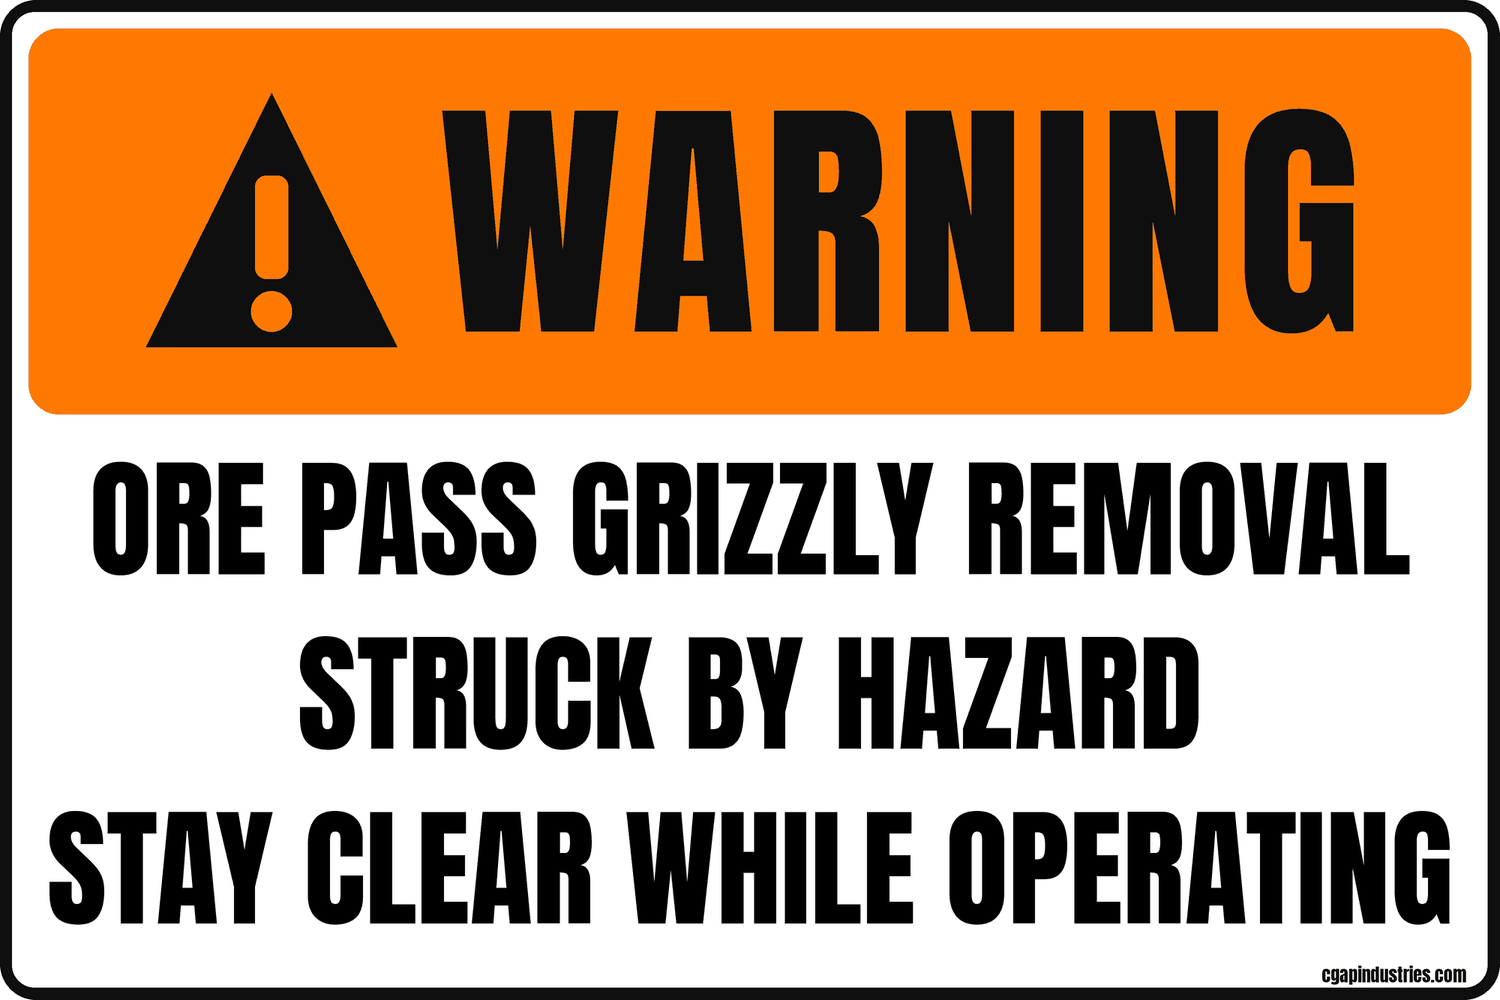 WARNING
ORE PASS GRIZZLY REMOVAL
STRUCK BY HAZARD
STAY CLEAR WHILE OPERATING
cgapindustries.com